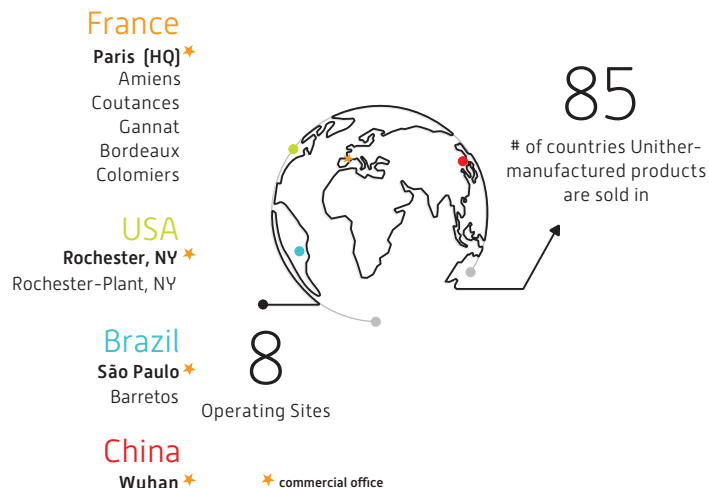 France
Paris (HQ)
Amiens
Coutances
Gannat
Bordeaux
Colomiers
USA
Rochester, NY
Rochester-Plant, NY
Brazil
São Paulo
Barretos
China
Wuhan
8
Operating Sites
commercial office
85
# of countries Unither-
manufactured products
are sold in